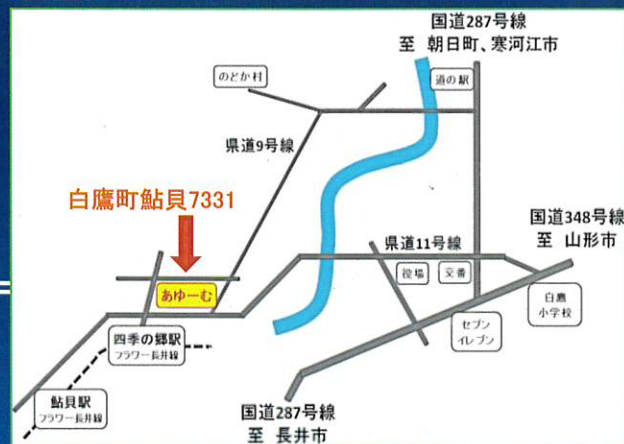 国道287号線
至 朝日町、寒河江市
のどか村
道の駅
県道9号線
白鷹町鮎貝7331
国道348号線
至 山形市
県道11号線
役場
交番
あゆーむ
白鷹
小学校
セブン
イレブン
四季の郷駅
フラワー長井線
鮎貝駅
フラワー長井線
国道287号線
至 長井市